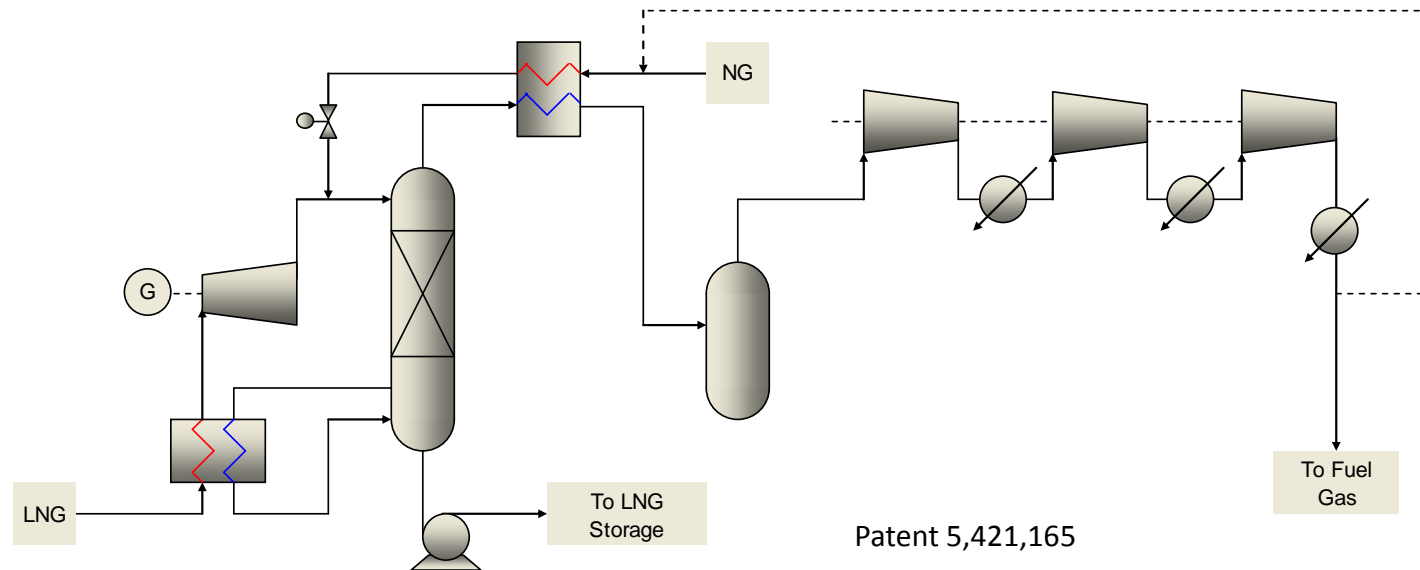 NG
G
LNG
To LNG
Storage
To Fuel
Gas
Patent 5,421,165